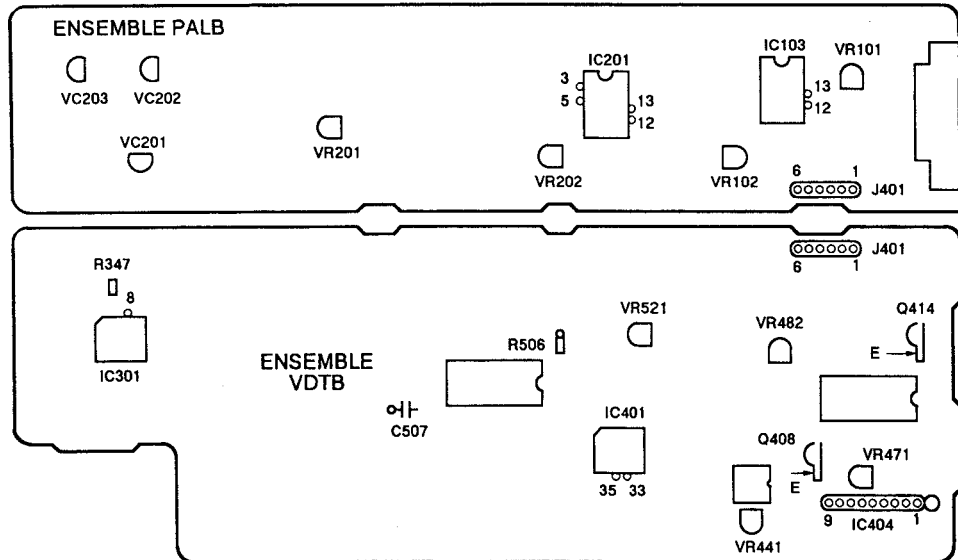 ENSEMBLE PALB
VC203
VC202
VC201
VR201
IC201
3
5
13
12
VR202
IC103
13
12
VR101
VR102
6
1
J401
6
1
J401
R347
8
IC301
ENSEMBLE
VDTB
R506
VR521
C507
IC401
35
33
VR482
Q414
E
Q408
E
VR471
9
1
IC404
VR441